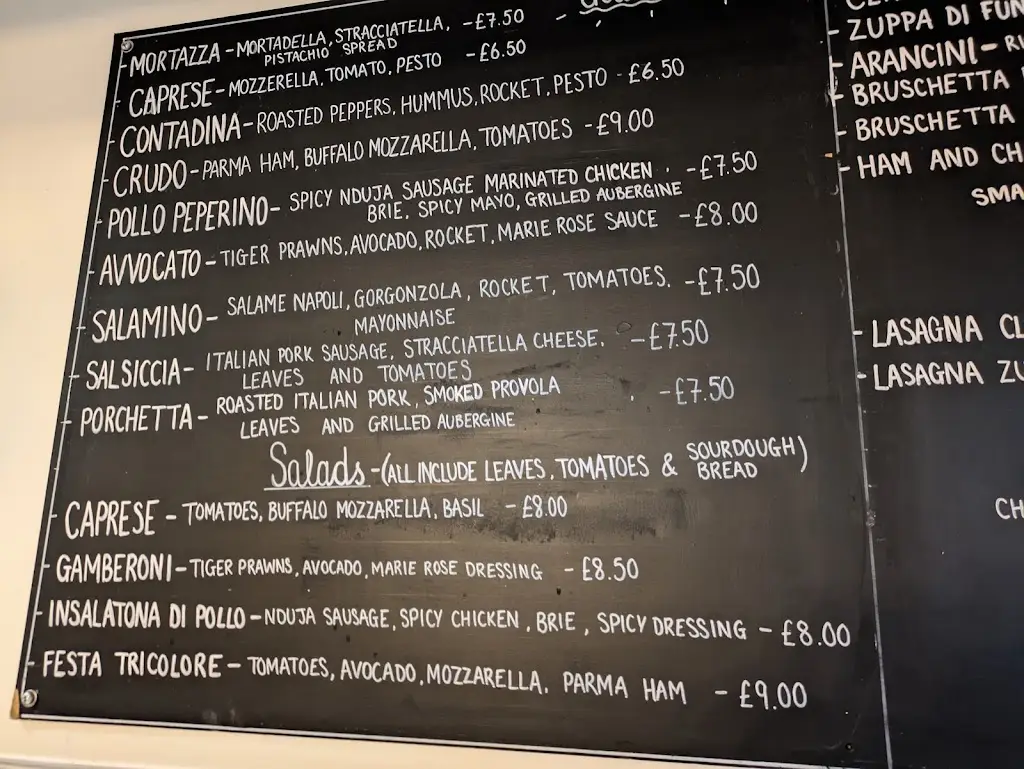 - MORTAZZA - MORTADELLA, STRACCIATELLA, - £7.50
PISTACHIO SPREAD
- CAPRESE - MOZZERELLA, TOMATO, PESTO - £6.50
- CONTADINA - ROASTED PEPPERS, HUMMUS, ROCKET, PESTO - £6.50
- CRUDO - PARMA HAM, BUFFALO MOZZARELLA, TOMATOES - £9.00
- POLLO PEPERINO - SPICY NDUJA SAUSAGE MARINATED CHICKEN, - £7.50
BRIE, SPICY MAYO, GRILLED AUBERGINE
- AVVOCATO - TIGER PRAWNS, AVOCADO, ROCKET, MARIE ROSE SAUCE - £8.00
- SALAMINO - SALAME NAPOLI, GORGONZOLA, ROCKET, TOMATOES, - £7.50
MAYONNAISE
- SALSICCIA - ITALIAN PORK SAUSAGE, STRACCIATELLA CHEESE, - £7.50
LEAVES AND TOMATOES
- PORCHETTA - ROASTED ITALIAN PORK, SMOKED PROVOLA - £7.50
LEAVES AND GRILLED AUBERGINE
Salads - (ALL INCLUDE LEAVES, TOMATOES & SOURDOUGH BREAD)
- CAPRESE - TOMATOES, BUFFALO MOZZARELLA, BASIL - £8.00
- GAMBERONI - TIGER PRAWNS, AVOCADO, MARIE ROSE DRESSING - £8.50
- INSALATONA DI POLLO - NDUJA SAUSAGE, SPICY CHICKEN, BRIE, SPICY DRESSING - £8.00
- FESTA TRICOLORE - TOMATOES, AVOCADO, MOZZARELLA, PARMA HAM - £9.00
- ZUPPA DI FUN
- ARANCINI - RI
- BRUSCHETTA
- BRUSCHETTA
- HAM AND CH
SMA
- LASAGNA CL
- LASAGNA ZU
CH